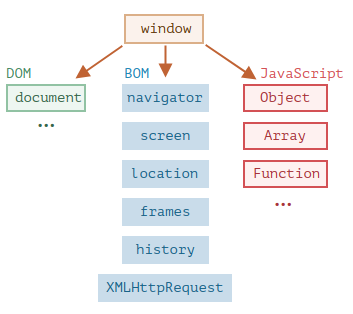 window
DOM
BOM
JavaScript
document
navigator
Object
...
screen
Array
location
Function
frames
...
history
XMLHttpRequest